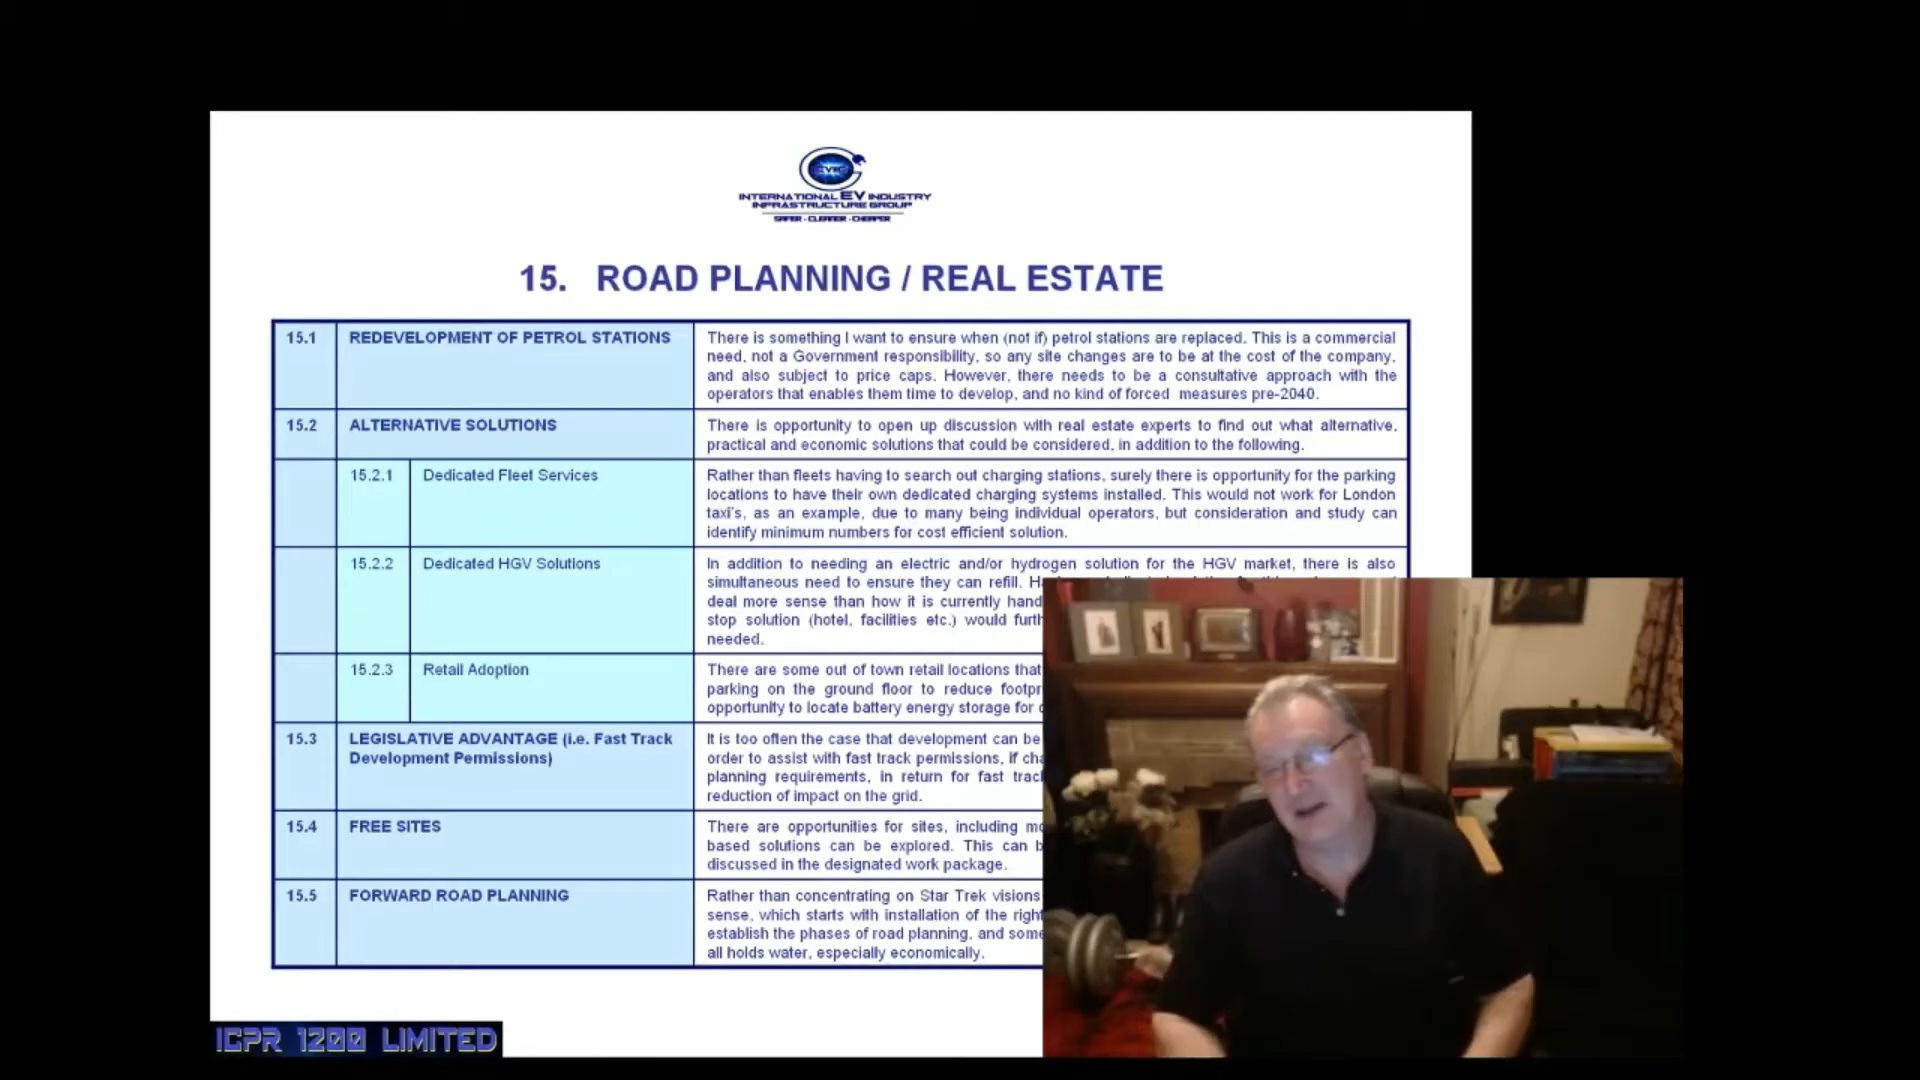 EVIIG
INTERNATIONAL EV INDUSTRY
INFRASTRUCTURE GROUP
SAFER - CLEANER - CHEAPER
15. ROAD PLANNING / REAL ESTATE
15.1 REDEVELOPMENT OF PETROL STATIONS
There is something I want to ensure when (not if) petrol stations are replaced. This is a commercial
need, not a Government responsibility, so any site changes are to be at the cost of the company,
and also subject to price caps. However, there needs to be a consultative approach with the
operators that enables them time to develop, and no kind of forced measures pre-2040.
15.2 ALTERNATIVE SOLUTIONS
There is opportunity to open up discussion with real estate experts to find out what alternative,
practical and economic solutions that could be considered, in addition to the following.
15.2.1 Dedicated Fleet Services
Rather than fleets having to search out charging stations, surely there is opportunity for the parking
locations to have their own dedicated charging systems installed. This would not work for London
taxi's, as an example, due to many being individual operators, but consideration and study can
identify minimum numbers for cost efficient solution.
15.2.2 Dedicated HGV Solutions
In addition to needing an electric and/or hydrogen solution for the HGV market, there is also
simultaneous need to ensure they can refill.
deal more sense than how it is currently hand
stop solution (hotel, facilities etc.) would furth
needed.
15.2.3 Retail Adoption
There are some out of town retail locations that
parking on the ground floor to reduce footpr
opportunity to locate battery energy storage for
15.3 LEGISLATIVE ADVANTAGE (i.e. Fast Track
Development Permissions)
It is too often the case that development can be
order to assist with fast track permissions, if cha
planning requirements, in return for fast trac
reduction of impact on the grid.
15.4 FREE SITES
There are opportunities for sites, including mo
based solutions can be explored. This can b
discussed in the designated work package.
15.5 FORWARD ROAD PLANNING
Rather than concentrating on Star Trek visions
sense, which starts with installation of the right
establish the phases of road planning, and some
all holds water, especially economically.
ICPR 1200 LIMITED